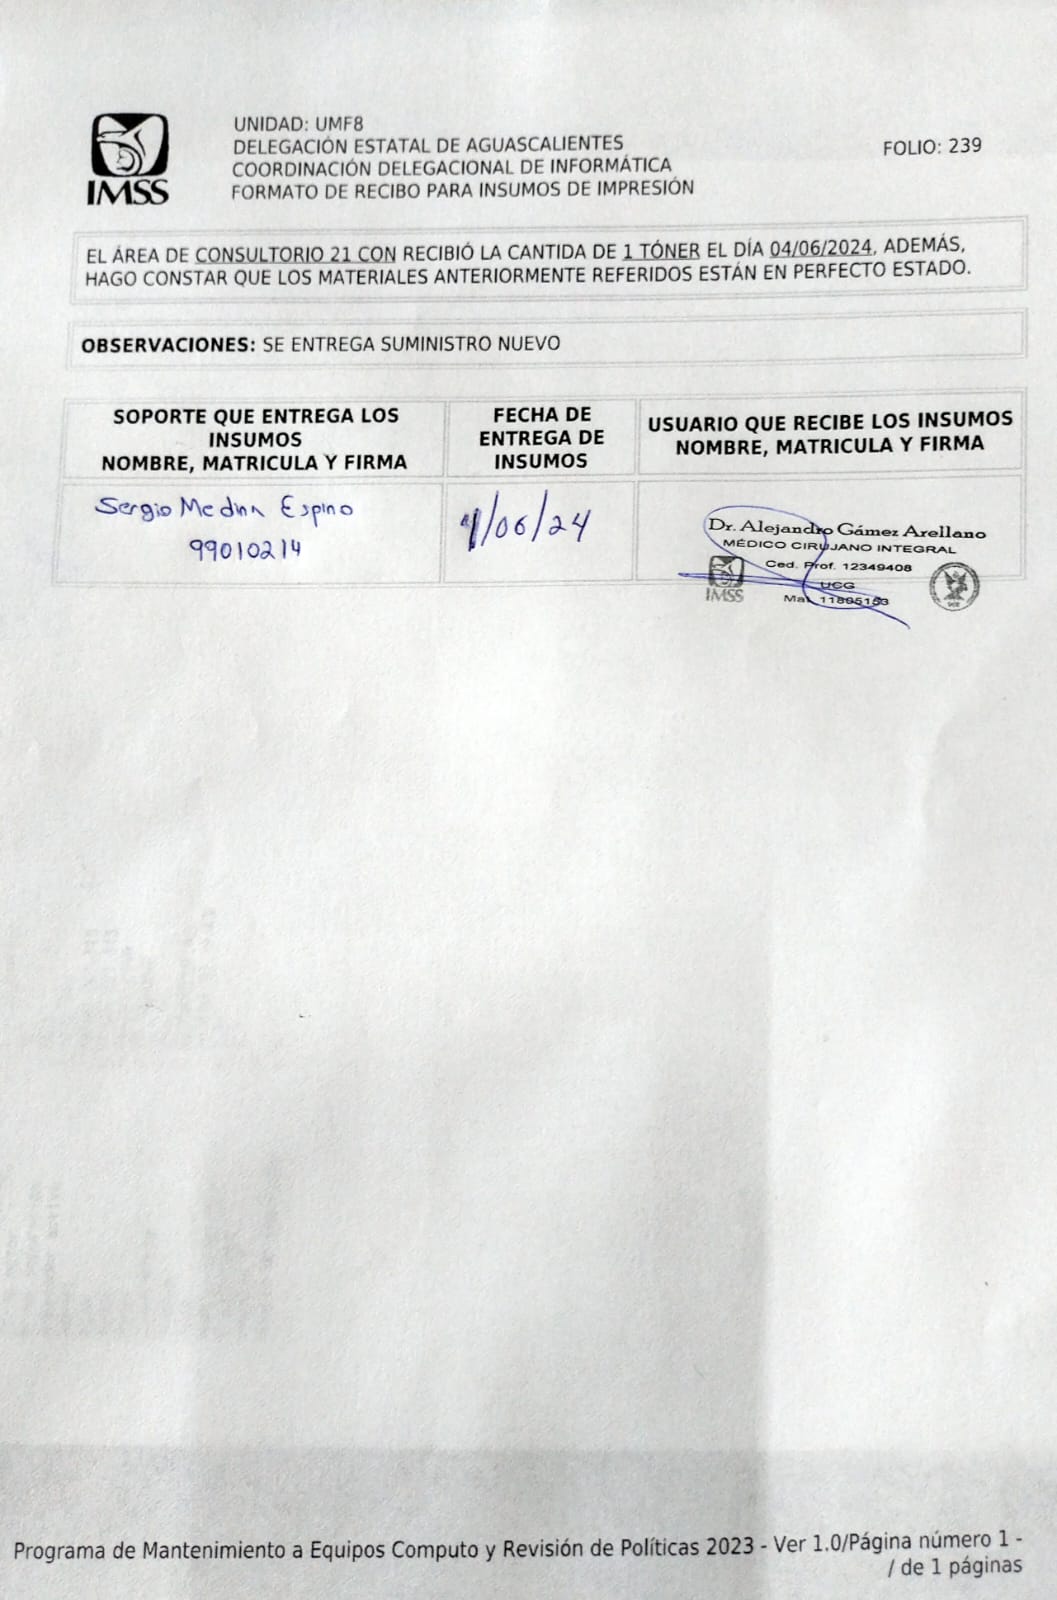 IMSS
UNIDAD: UMF8
DELEGACIÓN ESTATAL DE AGUASCALIENTES
COORDINACIÓN DELEGACIONAL DE INFORMÁTICA
FORMATO DE RECIBO PARA INSUMOS DE IMPRESIÓN
FOLIO: 239
EL ÁREA DE CONSULTORIO 21 CON RECIBIÓ LA CANTIDA DE 1 TÓNER EL DÍA 04/06/2024, ADEMÁS,
HAGO CONSTAR QUE LOS MATERIALES ANTERIORMENTE REFERIDOS ESTÁN EN PERFECTO ESTADO.
OBSERVACIONES: SE ENTREGA SUMINISTRO NUEVO
SOPORTE QUE ENTREGA LOS
INSUMOS
NOMBRE, MATRICULA Y FIRMA
FECHA DE
ENTREGA DE
INSUMOS
USUARIO QUE RECIBE LOS INSUMOS
NOMBRE, MATRICULA Y FIRMA
Sergio Medina Espino
99010214
4/06/24
Dr. Alejandro Gámez Arellano
MÉDICO CIRUJANO INTEGRAL
Ced. Prof. 12349408
UCG
IMSS
Mat.
Programa de Mantenimiento a Equipos Computo y Revisión de Políticas 2023 - Ver 1.0/Página número 1 -
/ de 1 páginas